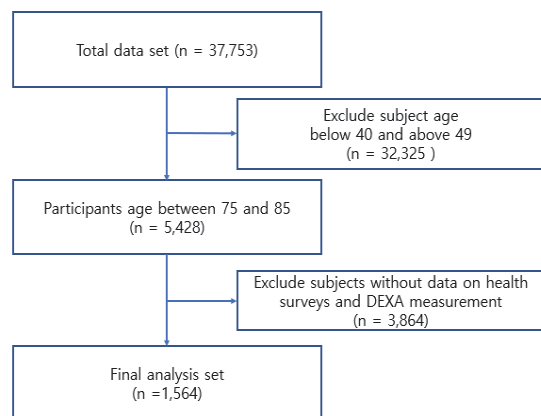 Total data set (n = 37,753)
Exclude subject age
below 40 and above 49
(n = 32,325 )
Participants age between 75 and 85
(n = 5,428)
Exclude subjects without data on health
surveys and DEXA measurement
(n = 3,864)
Final analysis set
(n =1,564)